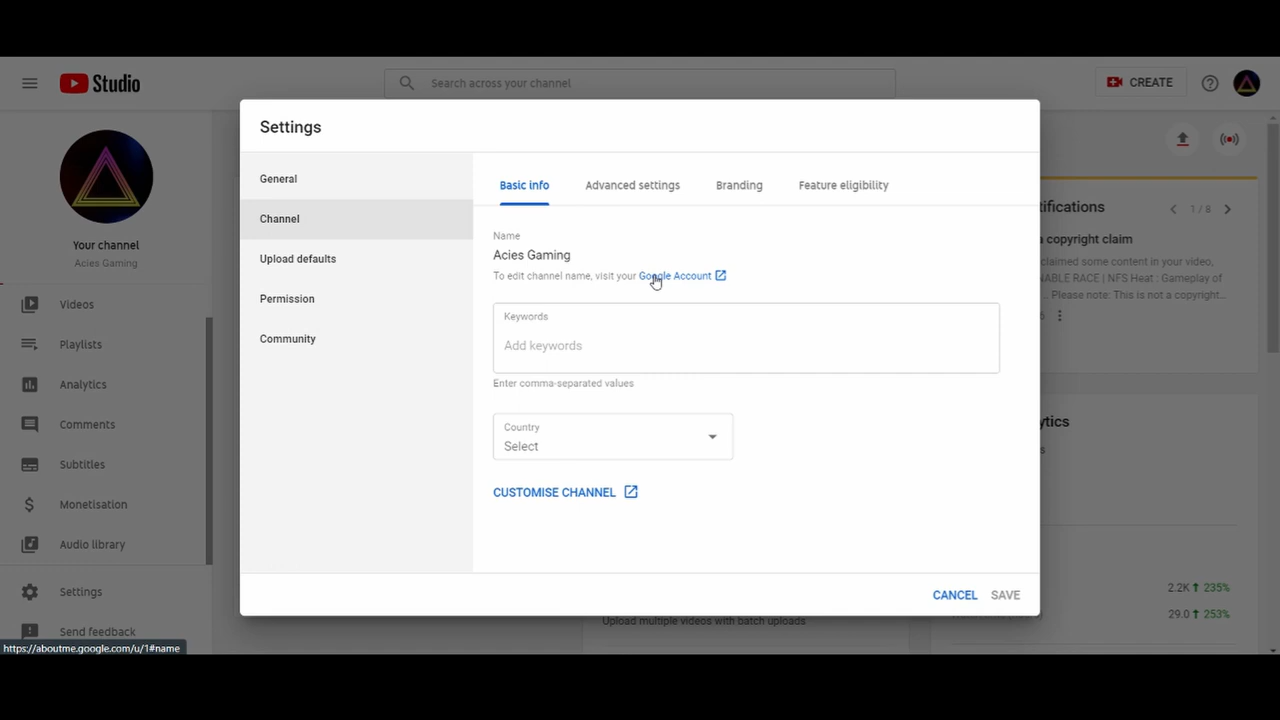 Studio
Search across your channel
CREATE
Settings
Your channel
Acies Gaming
Videos
Playlists
Analytics
Comments
Subtitles
Monetisation
Audio library
Settings
Send feedback
https://aboutme.google.com/u/1#name
General
Channel
Upload defaults
Permission
Community
Basic info
Advanced settings
Branding
Feature eligibility
Name
Acies Gaming
To edit channel name, visit your Google Account
Keywords
Add keywords
Enter comma-separated values
Country
Select
CUSTOMISE CHANNEL
CANCEL
SAVE
Upload multiple videos with batch uploads
1 / 8
copyright claim
claimed some content in your video,
RACE | NFS Heat : Gameplay of
.. Please note: This is not a copyright...
2.2K 235%
29.0 253%